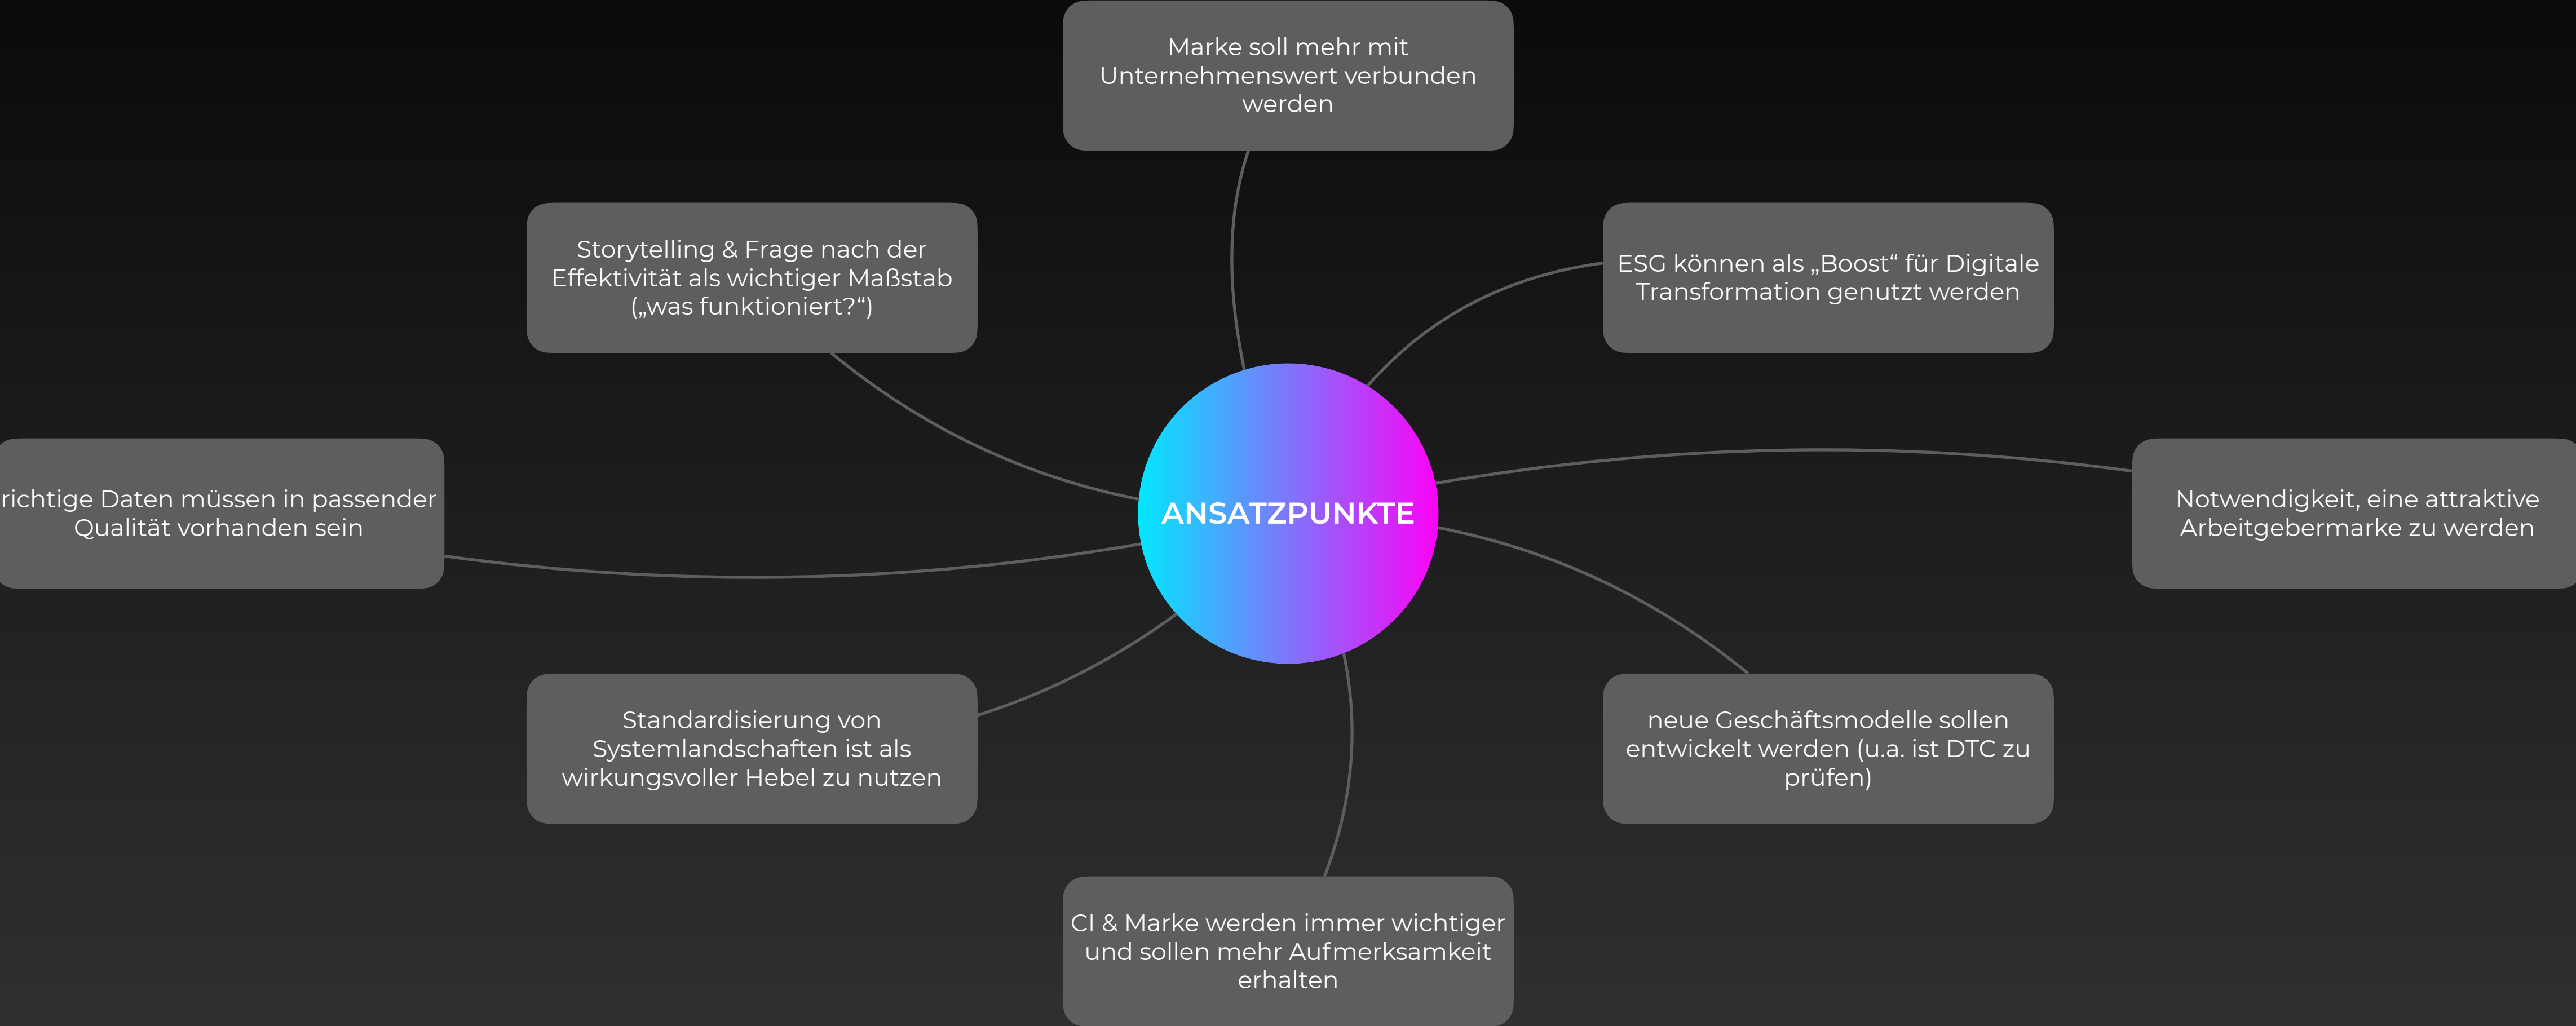 Marke soll mehr mit
Unternehmenswert verbunden
werden
Storytelling & Frage nach der
Effektivität als wichtiger Maßstab
(„was funktioniert?“)
ESG können als „Boost“ für Digitale
Transformation genutzt werden
richtige Daten müssen in passender
Qualität vorhanden sein
ANSATZPUNKTE
Notwendigkeit, eine attraktive
Arbeitgebermarke zu werden
Standardisierung von
Systemlandschaften ist als
wirkungsvoller Hebel zu nutzen
neue Geschäftsmodelle sollen
entwickelt werden (u.a. ist DTC zu
prüfen)
CI & Marke werden immer wichtiger
und sollen mehr Aufmerksamkeit
erhalten